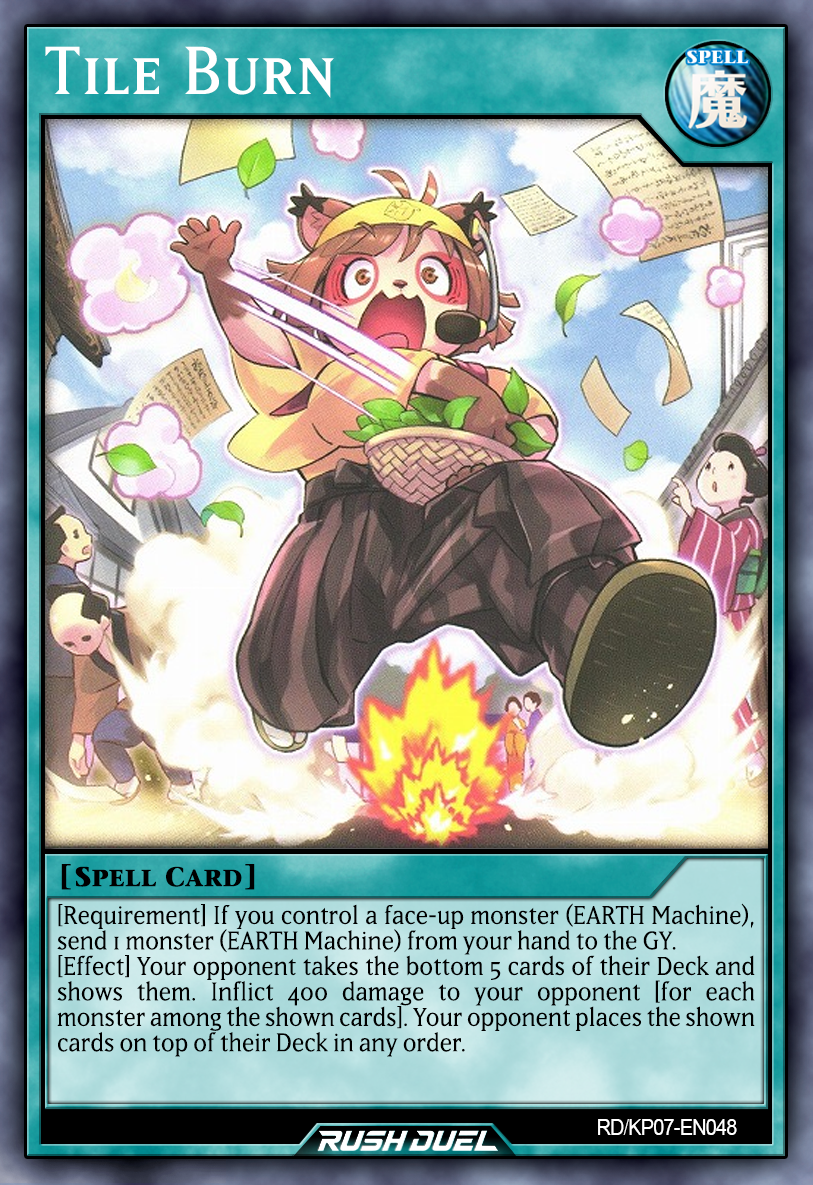 Tile Burn
SPELL
魔
[Spell Card]
[Requirement] If you control a face-up monster (EARTH Machine),
send 1 monster (EARTH Machine) from your hand to the GY.
[Effect] Your opponent takes the bottom 5 cards of their Deck and
shows them. Inflict 400 damage to your opponent [for each
monster among the shown cards]. Your opponent places the shown
cards on top of their Deck in any order.
RD/KP07-EN048
RUSH DUEL